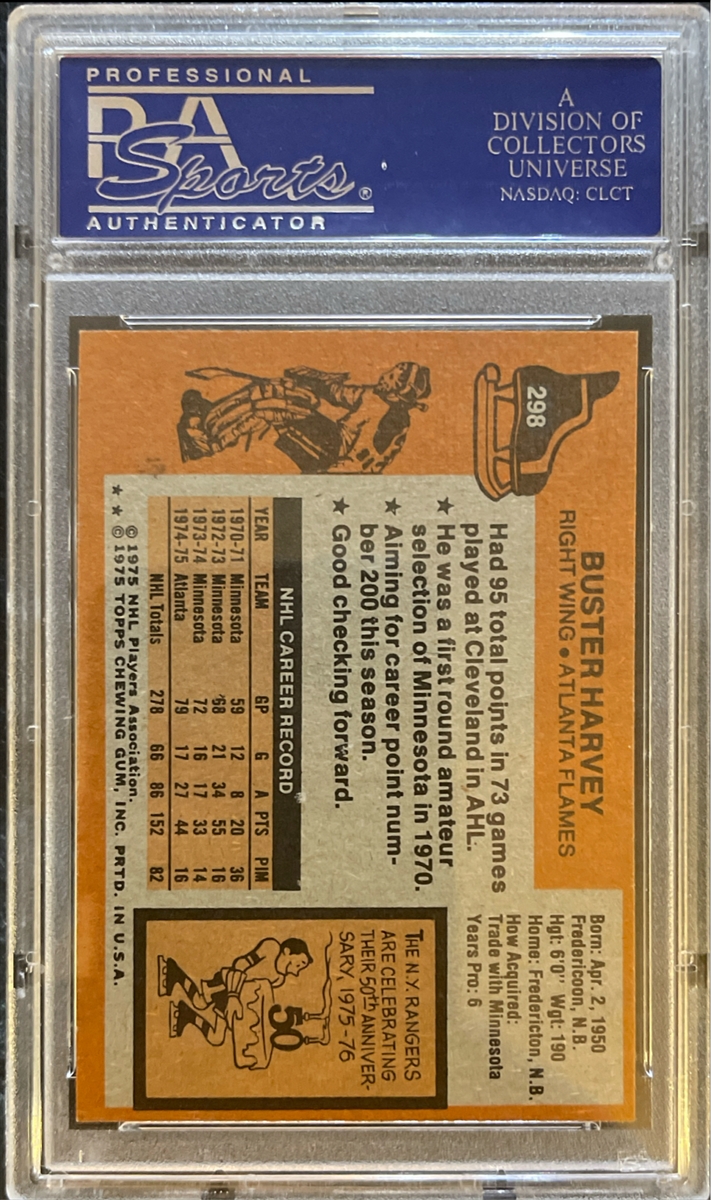 PROFESSIONAL
PSA
Sports®
AUTHENTICATOR
A
DIVISION OF
COLLECTORS
UNIVERSE
NASDAQ: CLCT
298
BUSTER HARVEY
RIGHT WING • ATLANTA FLAMES
Born: Apr. 2, 1950
Fredericoon, N.B.
Hgt: 6'0" Wgt: 190
Home: Fredericton, N.B.
How Acquired:
Trade with Minnesota
Years Pro: 6
Had 95 total points in 73 games
played at Cleveland in AHL.
★ He was a first round amateur
selection of Minnesota in 1970.
★ Aiming for career point num-
ber 200 this season.
★ Good checking forward.
NHL CAREER RECORD
YEAR TEAM GP G A PTS PIM
1970-71 Minnesota 59 12 8 20 36
1972-73 Minnesota 68 21 34 55 16
1973-74 Minnesota 72 16 17 33 14
1974-75 Atlanta 79 17 27 44 16
NHL Totals 278 66 86 152 82
THE N.Y. RANGERS
ARE CELEBRATING
THEIR 50th ANNIVER-
SARY, 1975-76
50
© 1975 NHL Players Association.
★ ★ © 1975 TOPPS CHEWING GUM, INC. PRTD. IN U.S.A.